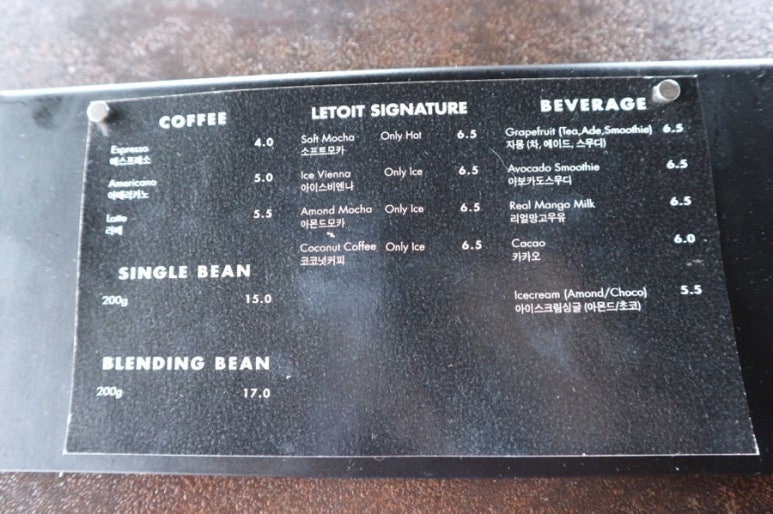 COFFEE
Espresso 4.0
에스프레소
Americano 5.0
아메리카노
Latte 5.5
라떼
SINGLE BEAN
200g 15.0
BLENDING BEAN
200g 17.0
LETOIT SIGNATURE
Soft Mocha Only Hot 6.5
소프트모카
Ice Vienna Only Ice 6.5
아이스비엔나
Amond Mocha Only Ice 6.5
아몬드모카
Coconut Coffee Only Ice 6.5
코코넛커피
BEVERAGE
Grapefruit (Tea,Ade,Smoothie) 6.5
자몽 (차, 에이드, 스무디)
Avocado Smoothie 6.5
아보카도스무디
Real Mango Milk 6.5
리얼망고우유
Cacao 6.0
카카오
Icecream (Amond/Choco) 5.5
아이스크림싱글 (아몬드/초코)